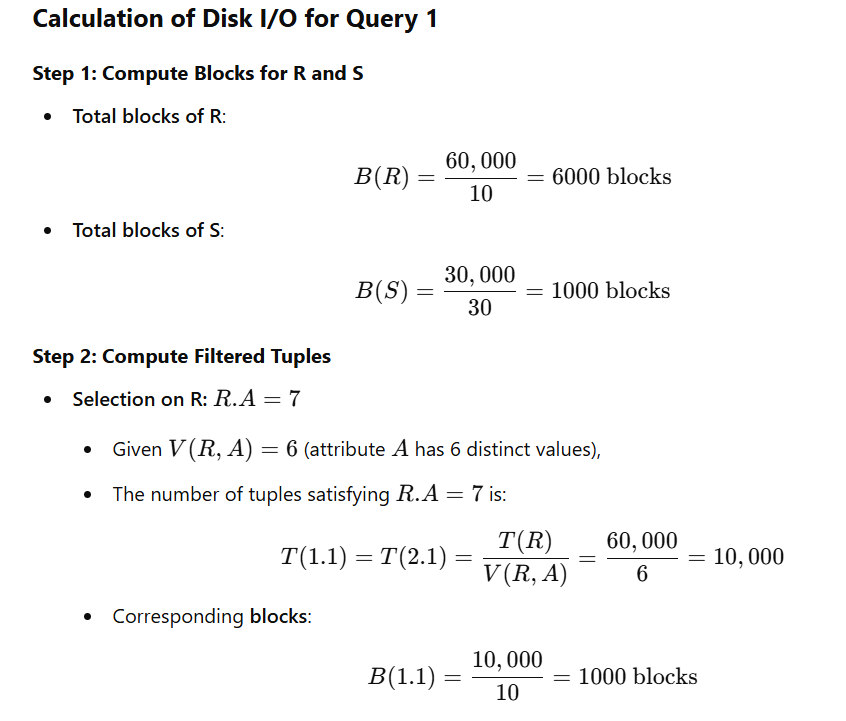 Calculation of Disk I/O for Query 1
Step 1: Compute Blocks for R and S
• Total blocks of R:
B(R) = 60,000 / 10 = 6000 blocks
• Total blocks of S:
B(S) = 30,000 / 30 = 1000 blocks
Step 2: Compute Filtered Tuples
• Selection on R: R.A = 7
• Given V(R, A) = 6 (attribute A has 6 distinct values),
• The number of tuples satisfying R.A = 7 is:
T(1.1) = T(2.1) = T(R) / V(R, A) = 60,000 / 6 = 10,000
• Corresponding blocks:
B(1.1) = 10,000 / 10 = 1000 blocks